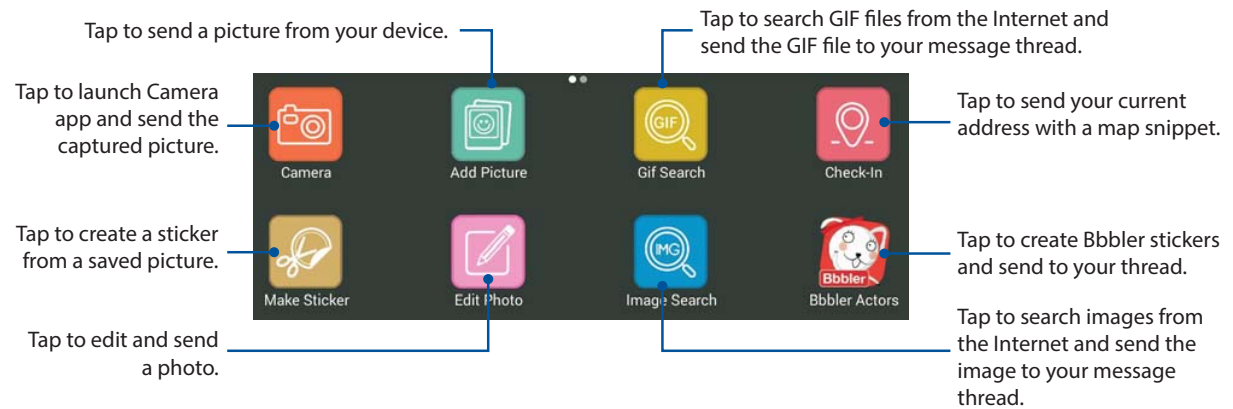 Tap to send a picture from your device.
Tap to search GIF files from the Internet and
send the GIF file to your message thread.
Tap to launch Camera
app and send the
captured picture.
Tap to send your current
address with a map snippet.
GIF
Camera
Add Picture
Gif Search
Check-In
Tap to create a sticker
from a saved picture.
Tap to create Bbbler stickers
and send to your thread.
IMG
Bbbler
Make Sticker
Edit Photo
Image Search
Bbbler Actors
Tap to edit and send
a photo.
Tap to search images from
the Internet and send the
image to your message
thread.